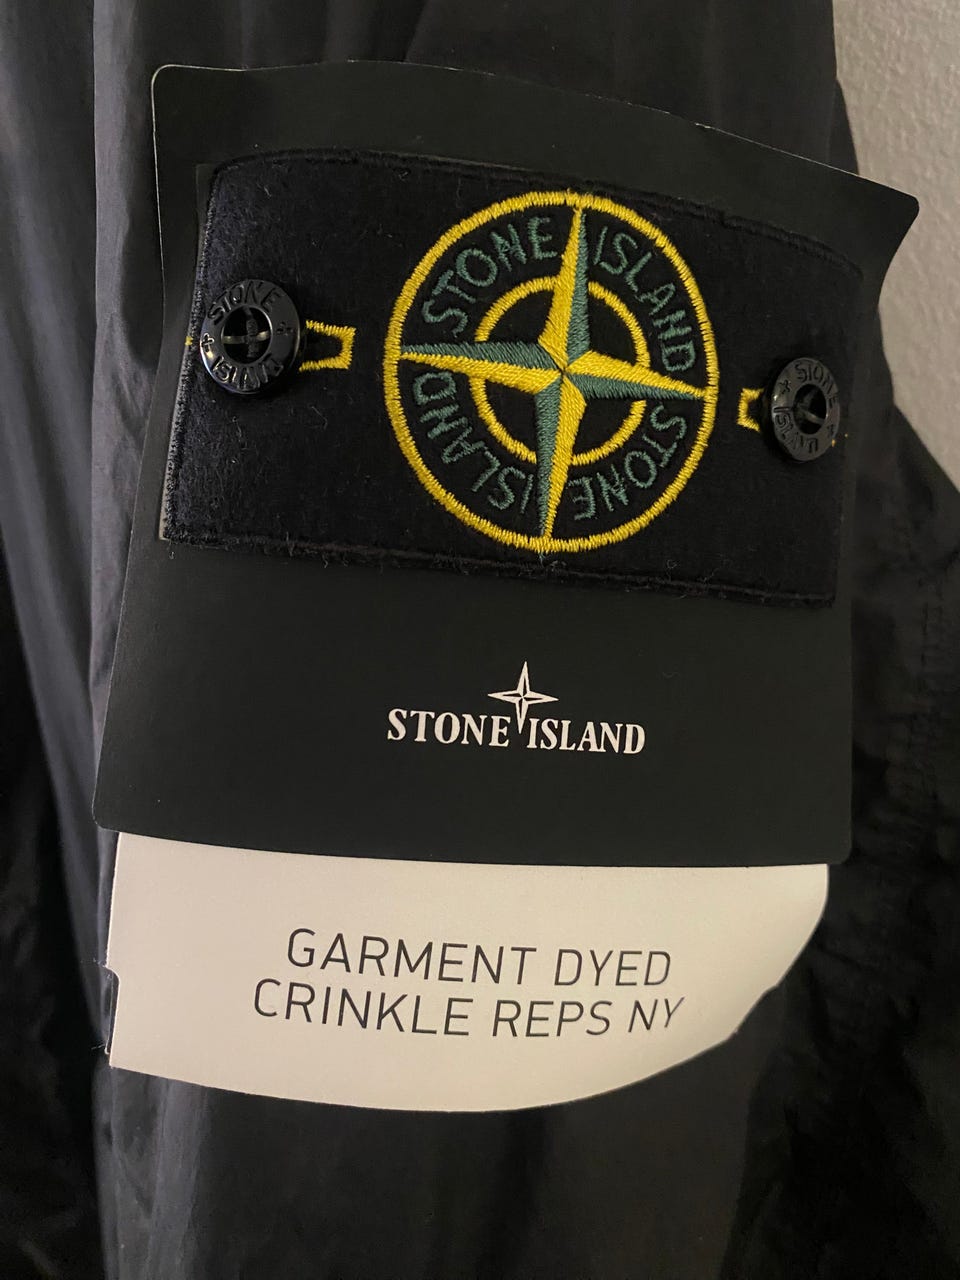 STONE ISLAND
STONE ISLAND
STONE
ISLAND
STONE
ISLAND
STONE ISLAND
GARMENT DYED
CRINKLE REPS NY